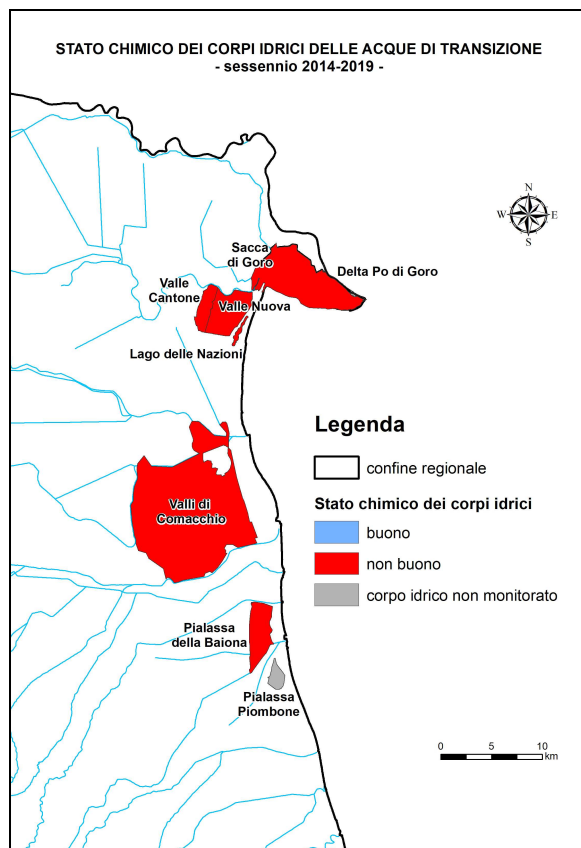 STATO CHIMICO DEI CORPI IDRICI DELLE ACQUE DI TRANSIZIONE
- sessennio 2014-2019 -
N
W
E
S
Sacca
di Goro
Delta Po di Goro
Valle
Cantone
Valle Nuova
Lago delle Nazioni
Legenda
confine regionale
Stato chimico dei corpi idrici
buono
non buono
corpo idrico non monitorato
Valli di
Comacchio
Pialassa
della Baiona
Pialassa
Piombone
0 5 10
km